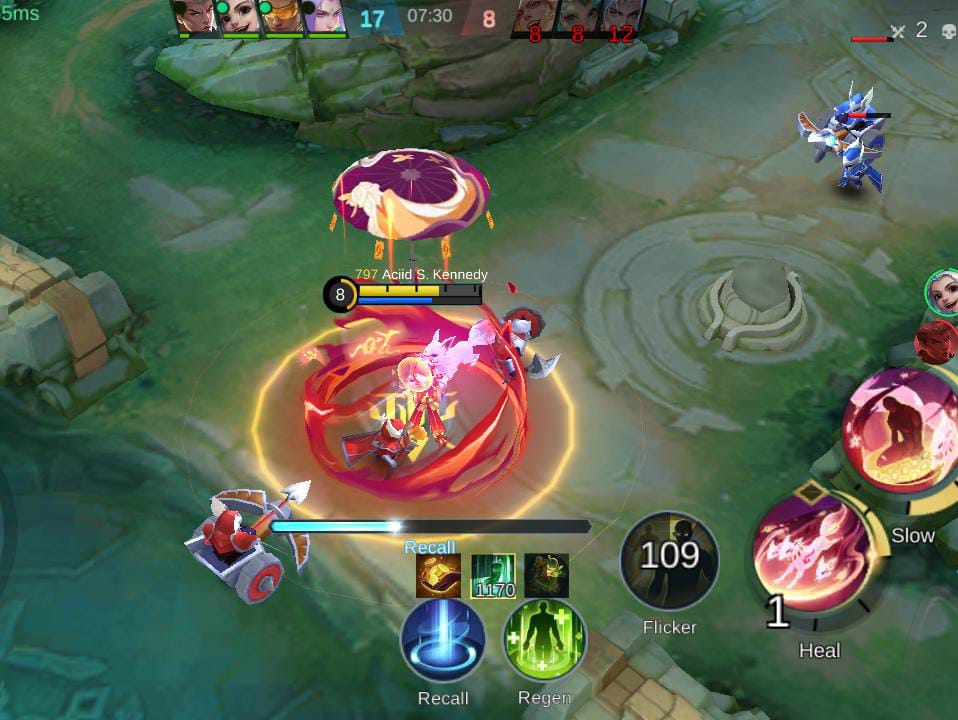 5ms
17 07:30 8
8 8 12
2
797 Aciid S. Kennedy
8
Recall
1170
109
Slow
Flicker
1
Heal
Recall
Regen